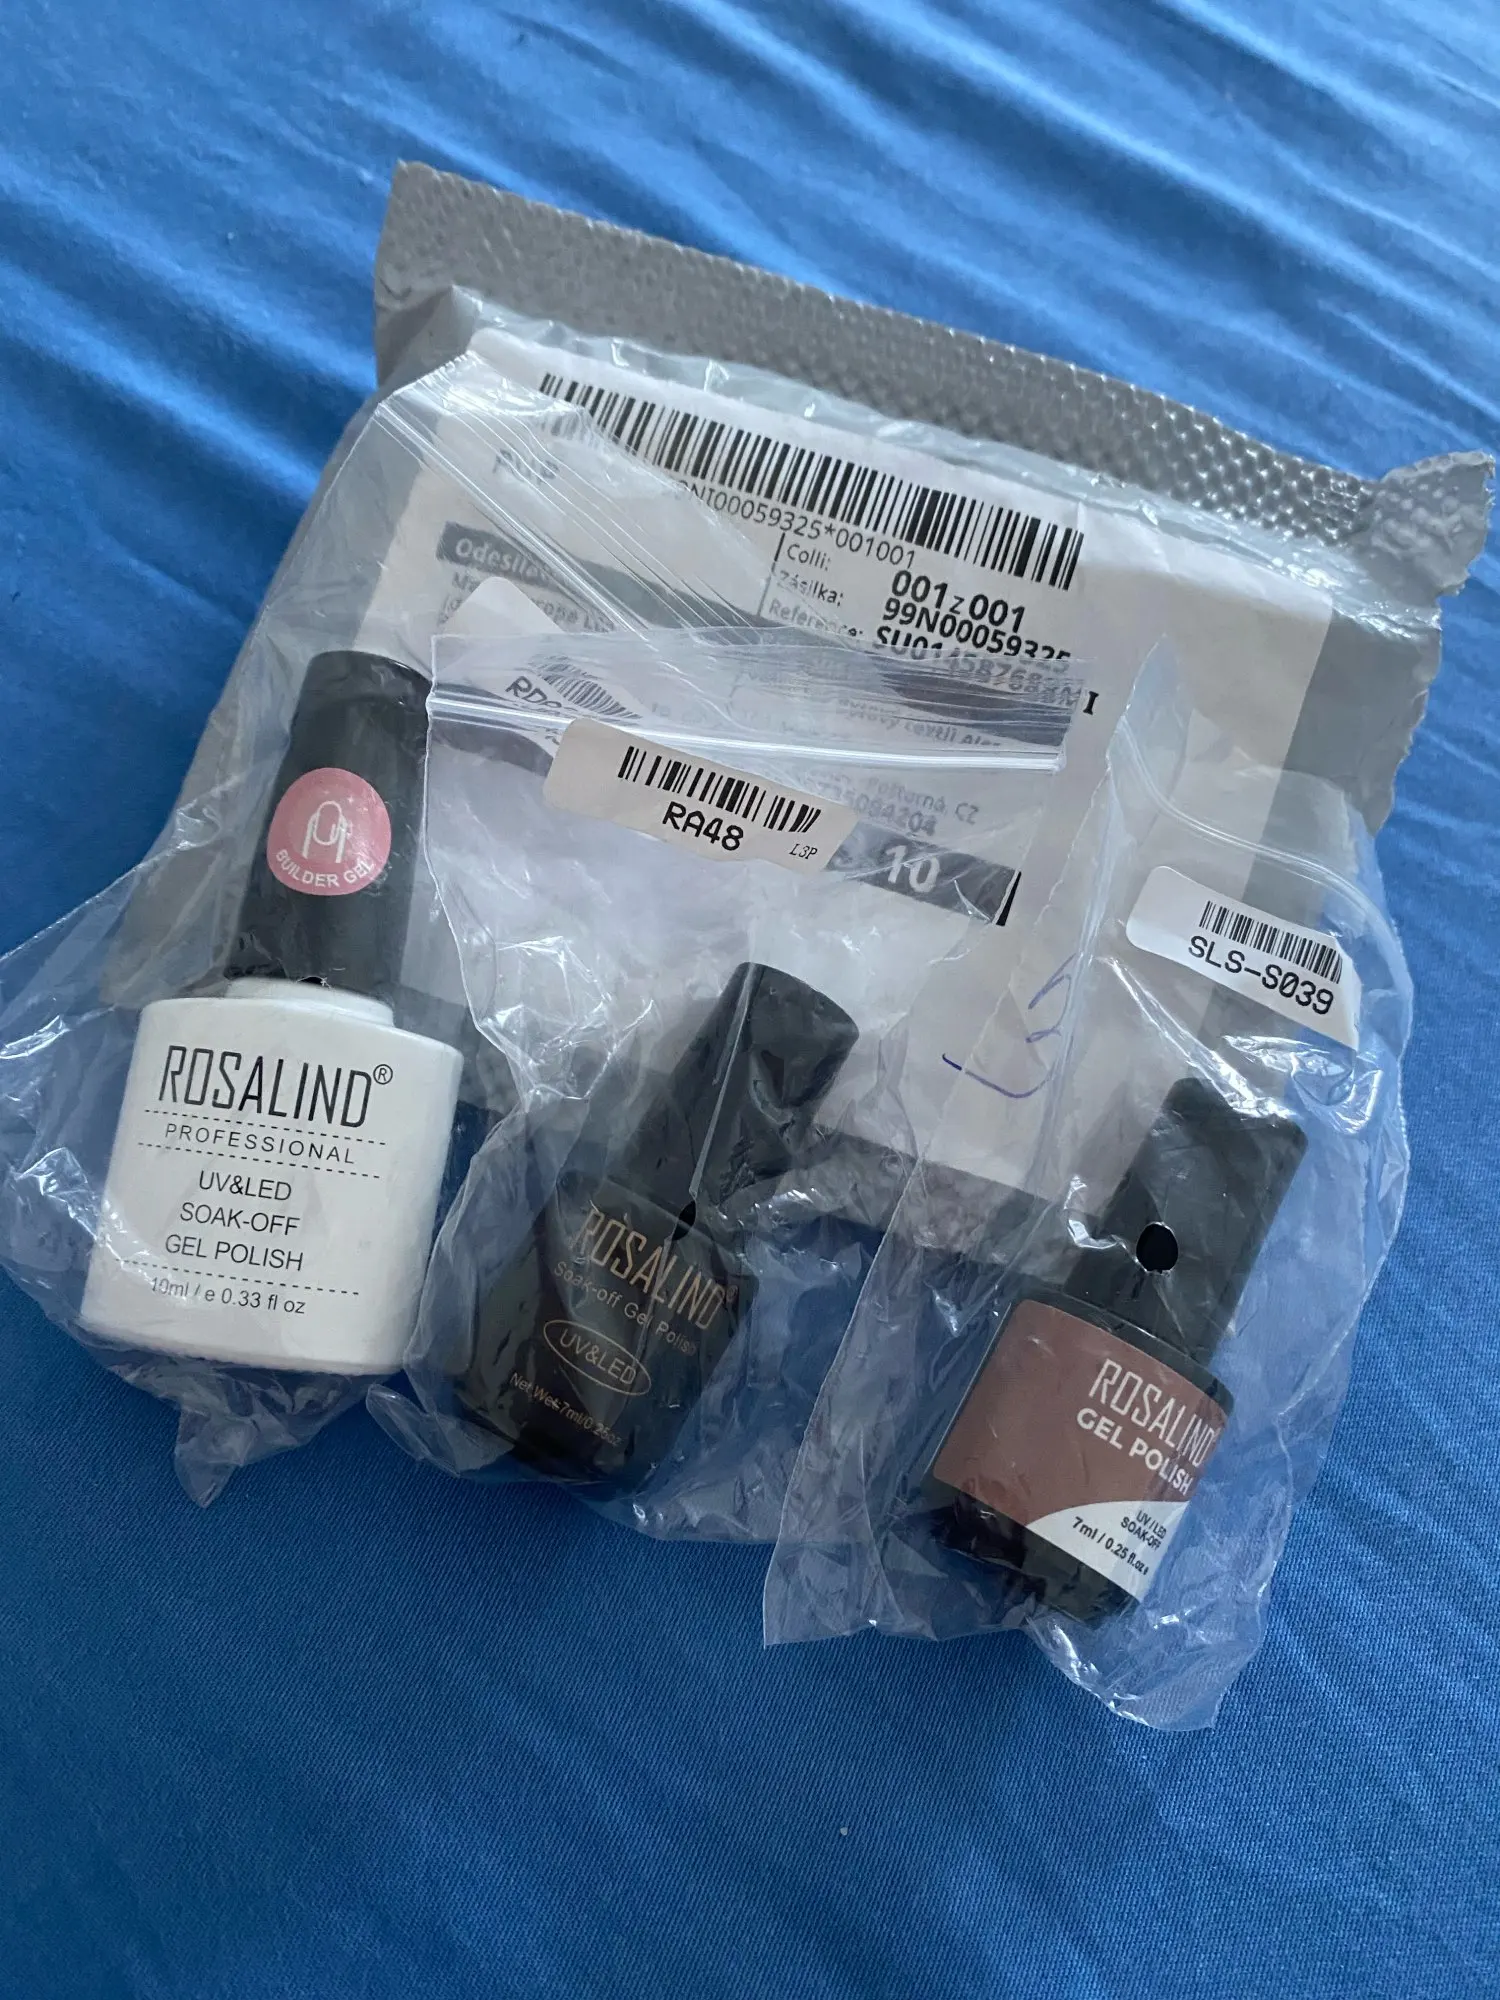 001001
Colli:
001z001
Zásilka:
99N00059325
Reference:
Postorná, CZ
10
RA48
L3P
SLS-S039
BUILDER GEL
ROSALIND®
PROFESSIONAL
UV&LED
SOAK-OFF
GEL POLISH
10ml / e 0.33 fl oz
ROSALIND®
Soak-off Gel Polish
UV&LED
ROSALIND
GEL POLISH
UV / LED
SOAK-OFF
7ml / 0.25 fl.oz e